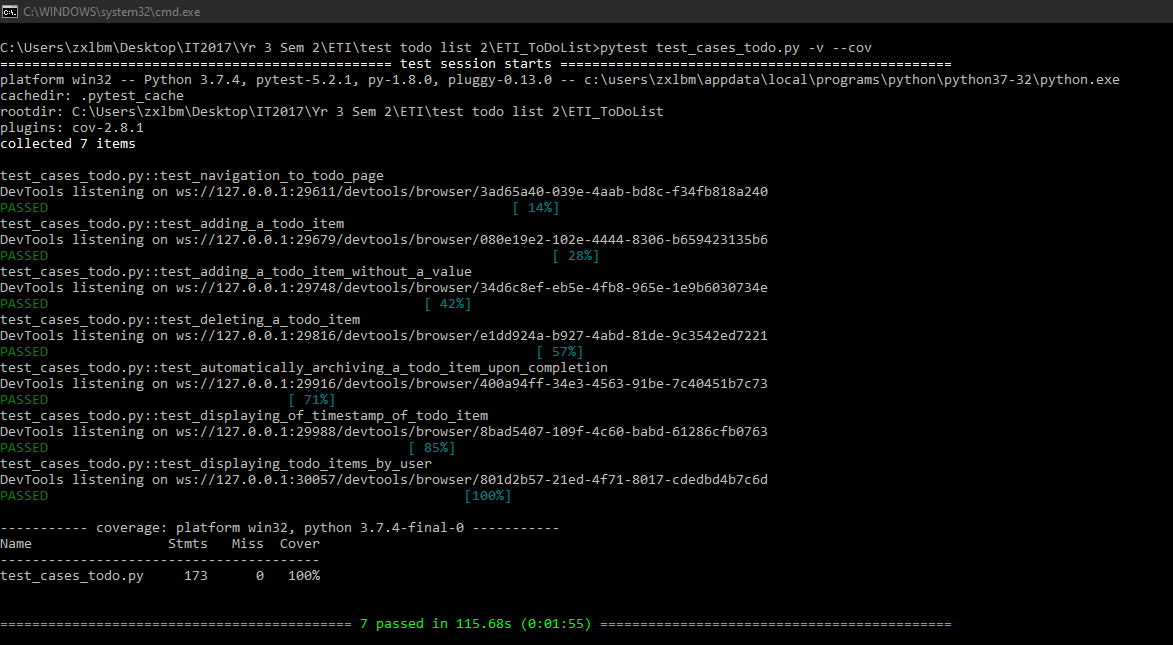 C:\WINDOWS\system32\cmd.exe
C:\Users\zxlbm\Desktop\IT2017\Yr 3 Sem 2\ETI\test todo list 2\ETI_ToDoList>pytest test_cases_todo.py -v --cov
================================================= test session starts =================================================
platform win32 -- Python 3.7.4, pytest-5.2.1, py-1.8.0, pluggy-0.13.0 -- c:\users\zxlbm\appdata\local\programs\python\python37-32\python.exe
cachedir: .pytest_cache
rootdir: C:\Users\zxlbm\Desktop\IT2017\Yr 3 Sem 2\ETI\test todo list 2\ETI_ToDoList
plugins: cov-2.8.1
collected 7 items
test_cases_todo.py::test_navigation_to_todo_page
DevTools listening on ws://127.0.0.1:29611/devtools/browser/3ad65a40-039e-4aab-bd8c-f34fb818a240
PASSED [ 14%]
test_cases_todo.py::test_adding_a_todo_item
DevTools listening on ws://127.0.0.1:29679/devtools/browser/080e19e2-102e-4444-8306-b659423135b6
PASSED [ 28%]
test_cases_todo.py::test_adding_a_todo_item_without_a_value
DevTools listening on ws://127.0.0.1:29748/devtools/browser/34d6c8ef-eb5e-4fb8-965e-1e9b6030734e
PASSED [ 42%]
test_cases_todo.py::test_deleting_a_todo_item
DevTools listening on ws://127.0.0.1:29816/devtools/browser/e1dd924a-b927-4abd-81de-9c3542ed7221
PASSED [ 57%]
test_cases_todo.py::test_automatically_archiving_a_todo_item_upon_completion
DevTools listening on ws://127.0.0.1:29916/devtools/browser/400a94ff-34e3-4563-91be-7c40451b7c73
PASSED [ 71%]
test_cases_todo.py::test_displaying_of_timestamp_of_todo_item
DevTools listening on ws://127.0.0.1:29988/devtools/browser/8bad5407-109f-4c60-babd-61286cfb0763
PASSED [ 85%]
test_cases_todo.py::test_displaying_todo_items_by_user
DevTools listening on ws://127.0.0.1:30057/devtools/browser/801d2b57-21ed-4f71-8017-cdedbd4b7c6d
PASSED [100%]
----------- coverage: platform win32, python 3.7.4-final-0 -----------
Name Stmts Miss Cover
----------------------------------------
test_cases_todo.py 173 0 100%
============================================ 7 passed in 115.68s (0:01:55) ============================================